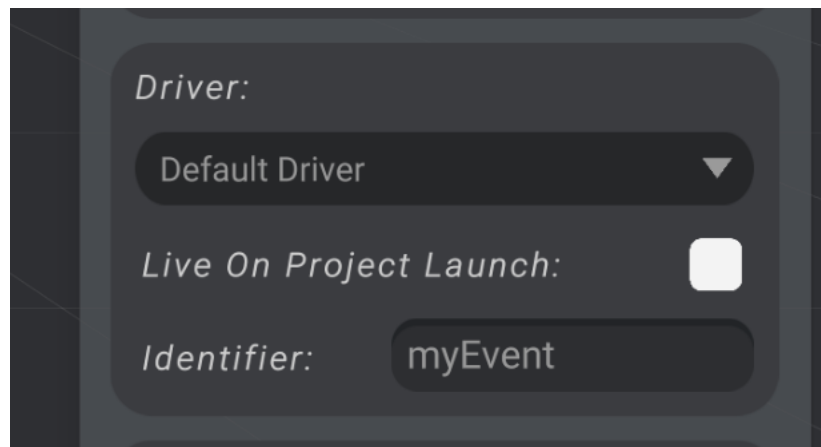 Driver:
Default Driver
Live On Project Launch:
Identifier: myEvent